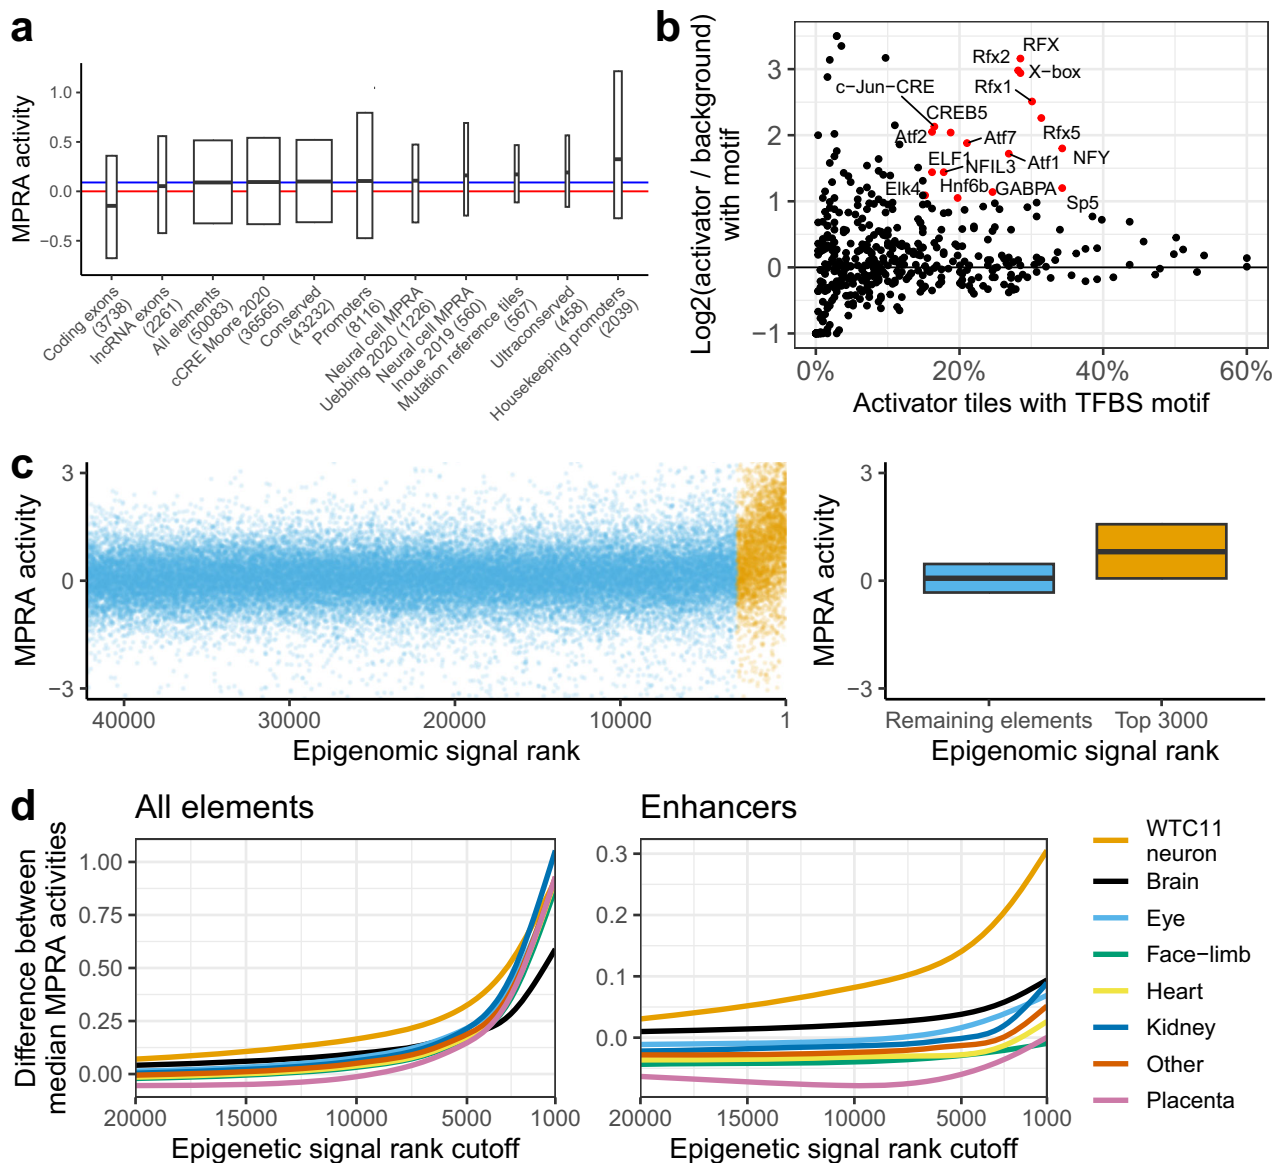 a
MPRA activity
1.0
0.5
0.0
−0.5
Coding exons
(3738)
lncRNA exons
(2261)
All elements
(50083)
cCRE Moore 2020
(36565)
Conserved
(43232)
Promoters
(8116)
Neural cell MPRA
Uebbing 2020 (1226)
Neural cell MPRA
Inoue 2019 (560)
Mutation reference tiles
(567)
Ultraconserved
(458)
Housekeeping promoters
(2039)
b
Log2(activator / background)
with motif
3
2
1
0
−1
RFX
Rfx2
X−box
Rfx1
c−Jun−CRE
CREB5
Rfx5
Atf2
Atf7
NFY
ELF1
Atf1
NFIL3
Elk4
Hnf6b
GABPA
Sp5
0%
20%
40%
60%
Activator tiles with TFBS motif
c
MPRA activity
3
0
−3
40000
30000
20000
10000
1
Epigenomic signal rank
MPRA activity
3
0
−3
Remaining elements
Top 3000
Epigenomic signal rank
d
All elements
Difference between
median MPRA activities
1.00
0.75
0.50
0.25
0.00
20000
15000
10000
5000
1000
Epigenetic signal rank cutoff
Enhancers
0.3
0.2
0.1
0.0
20000
15000
10000
5000
1000
Epigenetic signal rank cutoff
WTC11
neuron
Brain
Eye
Face−limb
Heart
Kidney
Other
Placenta